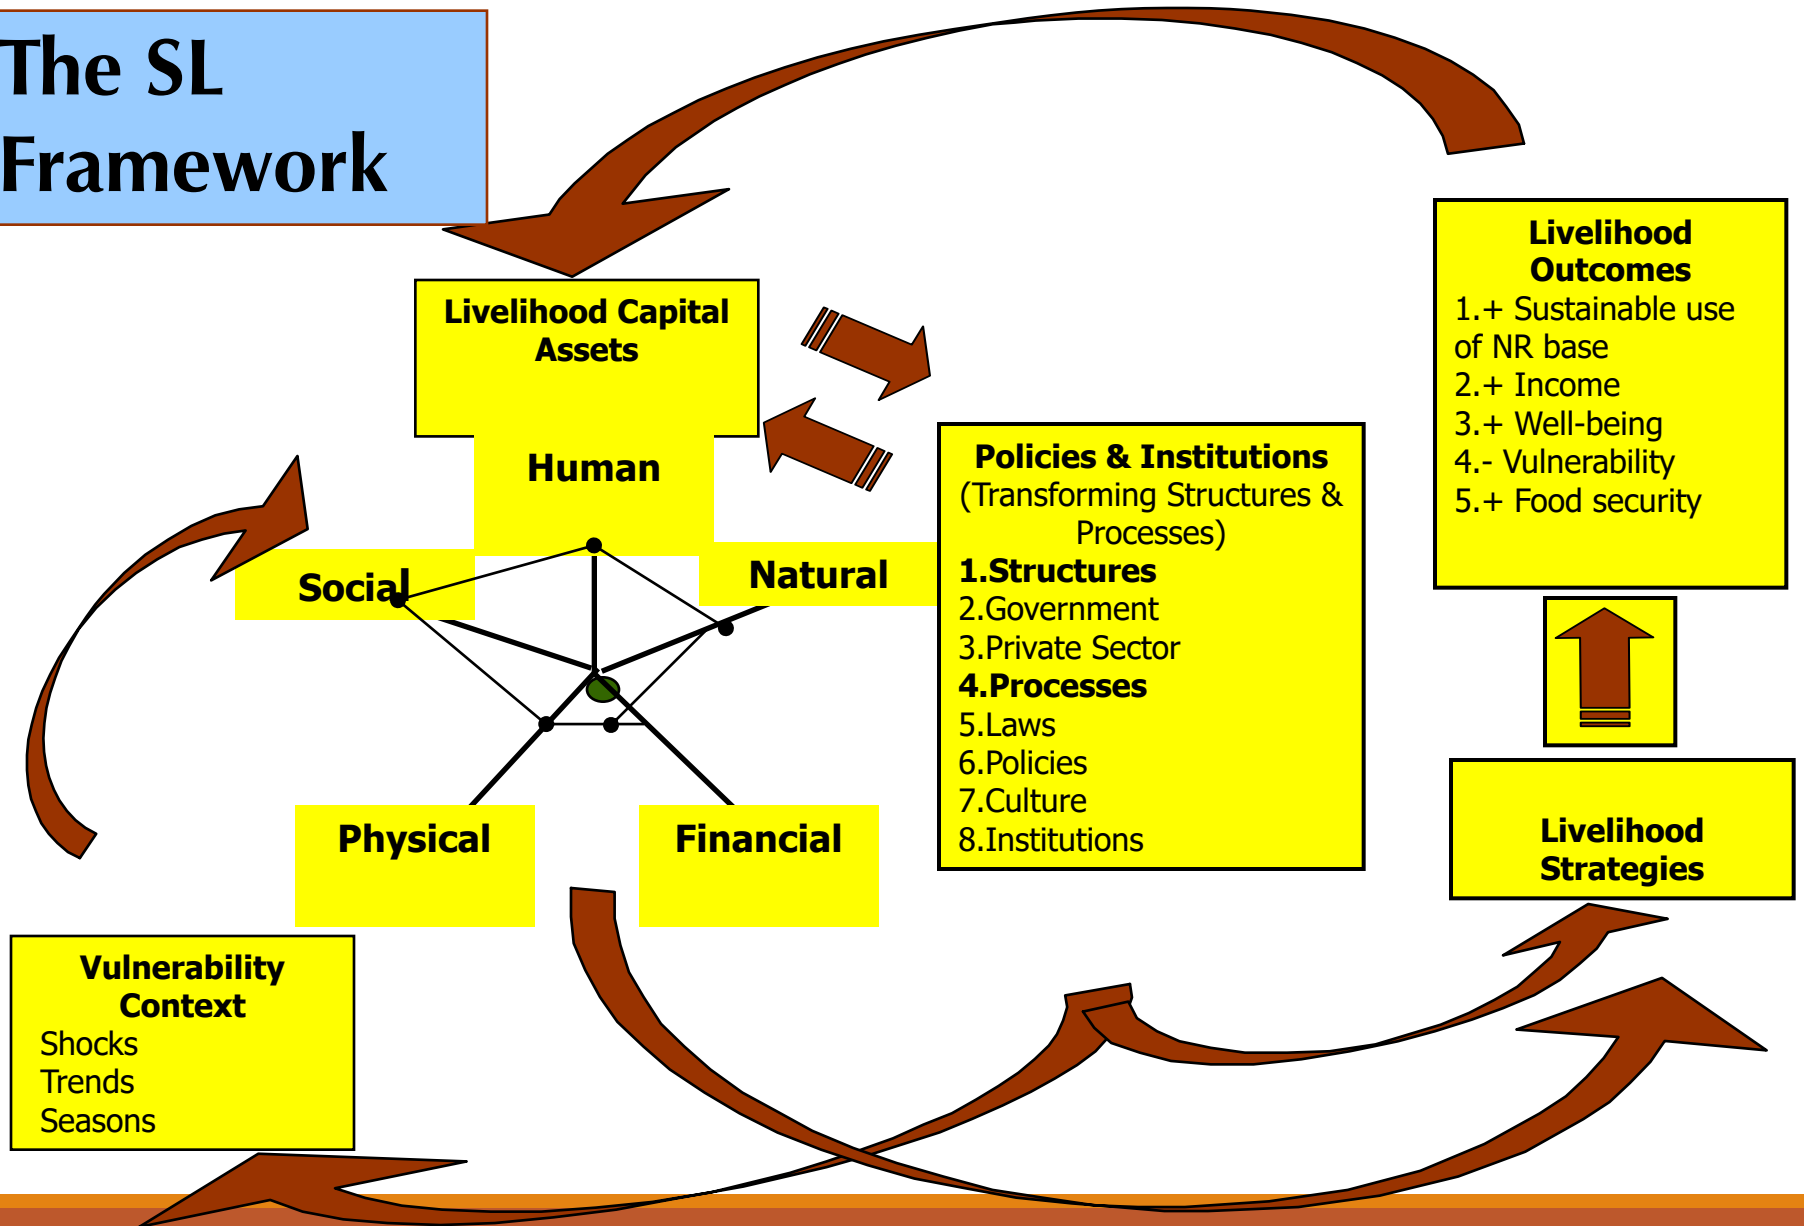 The SL
Framework
Livelihood Capital
Assets
Human
Social
Natural
Physical
Financial
Vulnerability
Context
Shocks
Trends
Seasons
Policies & Institutions
(Transforming Structures &
Processes)
1.Structures
2.Government
3.Private Sector
4.Processes
5.Laws
6.Policies
7.Culture
8.Institutions
Livelihood
Outcomes
1.+ Sustainable use
of NR base
2.+ Income
3.+ Well-being
4.- Vulnerability
5.+ Food security
Livelihood
Strategies